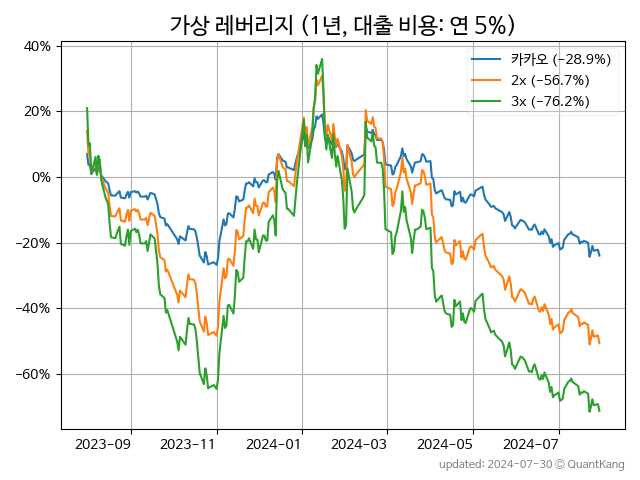 가상 레버리지 (1년, 대출 비용: 연 5%)
카카오 (-28.9%)
2x (-56.7%)
3x (-76.2%)
40%
20%
0%
-20%
-40%
-60%
2023-09 2023-11 2024-01 2024-03 2024-05 2024-07
updated: 2024-07-30 © QuantKang